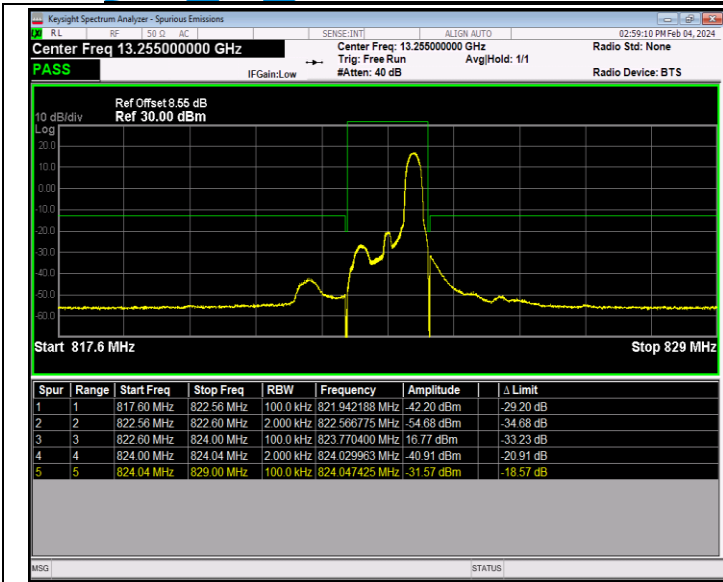 Keysight Spectrum Analyzer - Spurious Emissions
RL RF 50 Ω AC SENSE:INT ALIGN AUTO 02:59:10 PM Feb 04, 2024
Center Freq 13.255000000 GHz Center Freq: 13.255000000 GHz Radio Std: None
Trig: Free Run Avg|Hold: 1/1
PASS IFGain:Low #Atten: 40 dB Radio Device: BTS
Ref Offset 8.55 dB
10 dB/div Ref 30.00 dBm
Log
20.0
10.0
0.00
-10.0
-20.0
-30.0
-40.0
-50.0
-60.0
Start 817.6 MHz Stop 829 MHz
Spur Range Start Freq Stop Freq RBW Frequency Amplitude Δ Limit
1 1 817.60 MHz 822.56 MHz 100.0 kHz 821.942188 MHz -42.20 dBm -29.20 dB
2 2 822.56 MHz 822.60 MHz 2.000 kHz 822.566775 MHz -54.68 dBm -34.68 dB
3 3 822.60 MHz 824.00 MHz 100.0 kHz 823.770400 MHz 16.77 dBm -33.23 dB
4 4 824.00 MHz 824.04 MHz 2.000 kHz 824.029963 MHz -40.91 dBm -20.91 dB
5 5 824.04 MHz 829.00 MHz 100.0 kHz 824.047425 MHz -31.57 dBm -18.57 dB
MSG STATUS